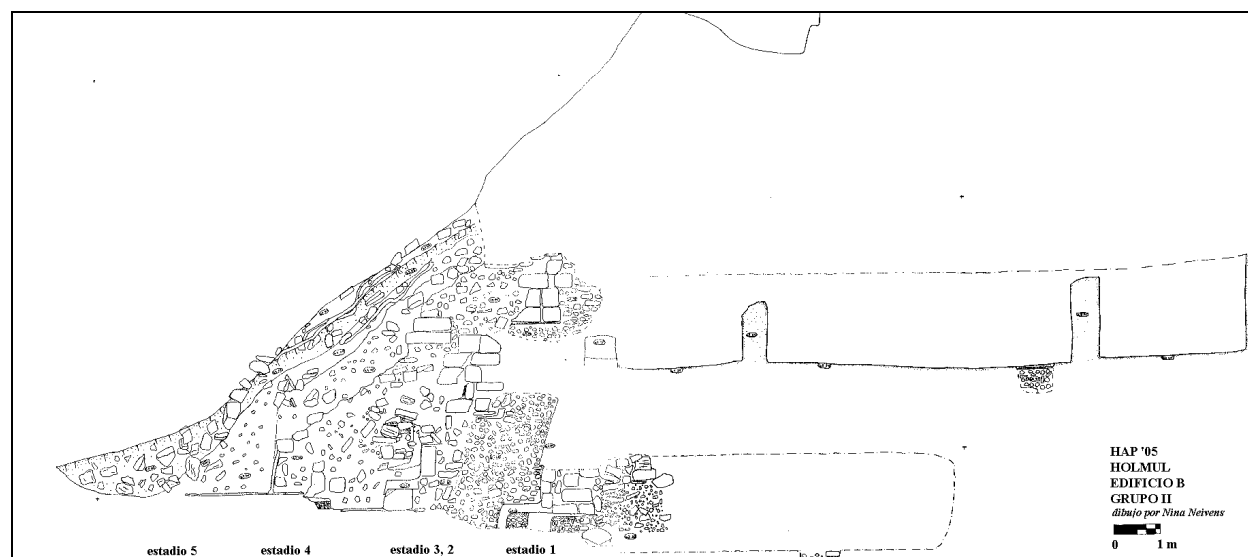 HAP '05
HOLMUL
EDIFICIO B
GRUPO II
dibujo por Nina Neivens
0 1 m
estadio 5 estadio 4 estadio 3, 2 estadio 1